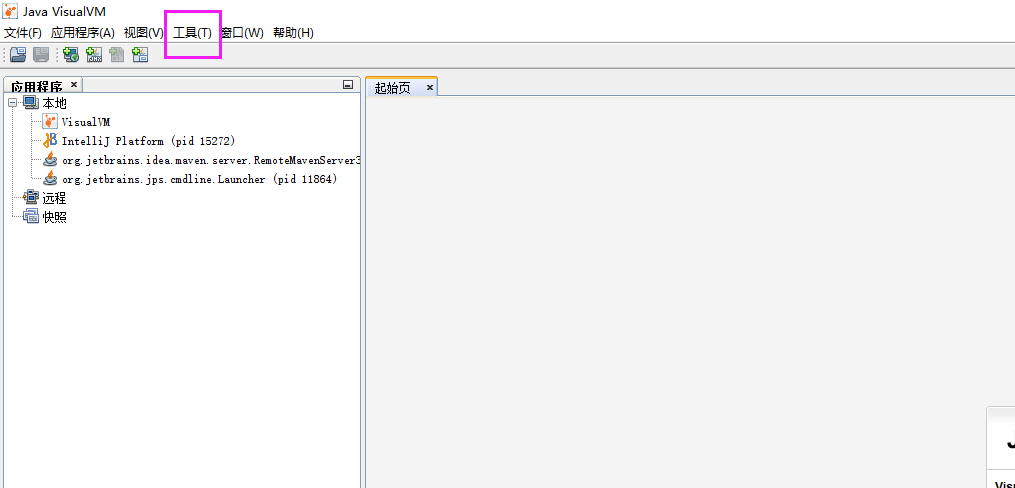 Java VisualVM
文件(F) 应用程序(A) 视图(V) 工具(T) 窗口(W) 帮助(H)
应用程序
起始页
本地
VisualVM
IntelliJ Platform (pid 15272)
org.jetbrains.idea.maven.server.RemoteMavenServer3
org.jetbrains.jps.cmdline.Launcher (pid 11864)
远程
快照
J
Visu